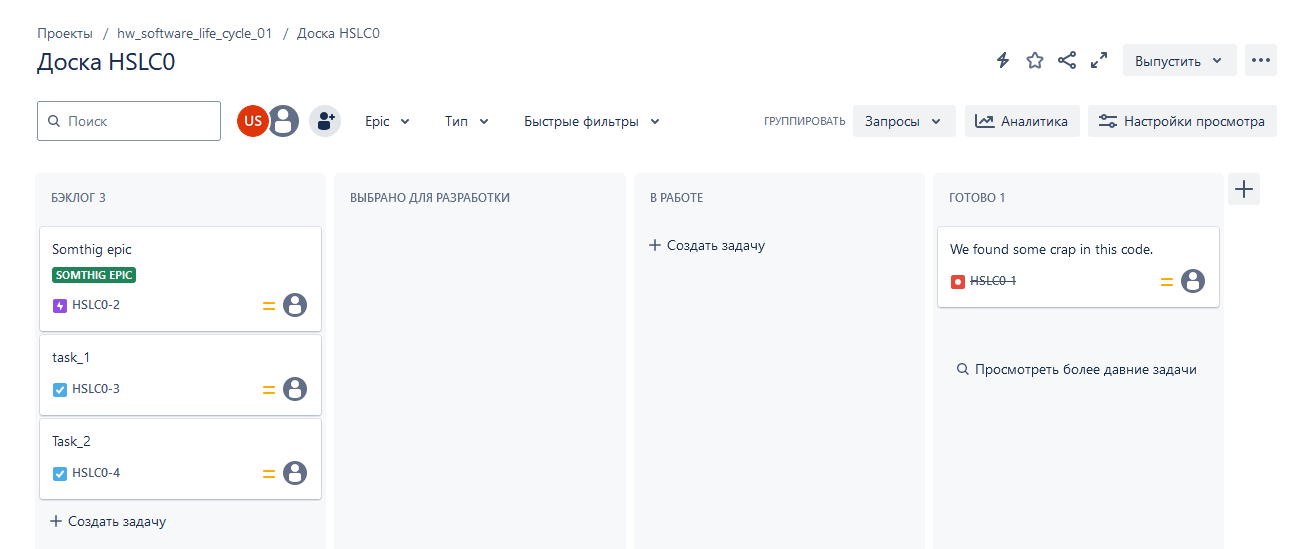 Проекты / hw_software_life_cycle_01 / Доска HSLC0
Доска HSLC0
Выпустить
Поиск
US
Epic
Тип
Быстрые фильтры
ГРУППИРОВАТЬ
Запросы
Аналитика
Настройки просмотра
БЭКЛОГ 3
Somthig epic
SOMTHIG EPIC
HSLC0-2
task_1
HSLC0-3
Task_2
HSLC0-4
+ Создать задачу
ВЫБРАНО ДЛЯ РАЗРАБОТКИ
В РАБОТЕ
+ Создать задачу
ГОТОВО 1
We found some crap in this code.
HSLC0-1
Просмотреть более давние задачи